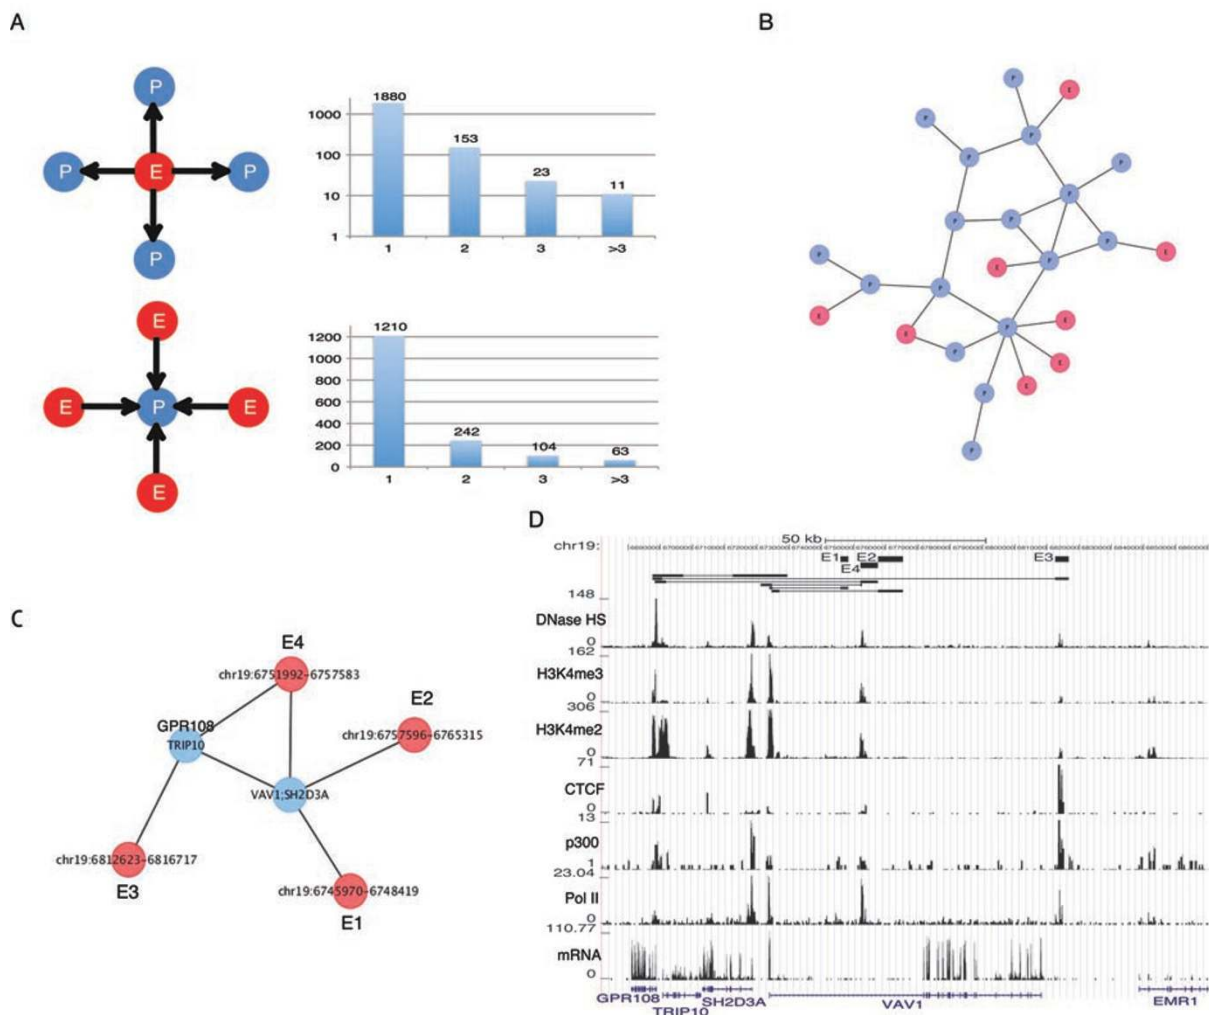 A
B
P
P
E
P
P
1000
100
10
1
1880
153
23
11
1
2
3
>3
E
E
P
E
E
1200
1000
800
600
400
200
0
1210
242
104
63
1
2
3
>3
P
E
P
P
P
P
P
P
P
P
P
E
P
E
P
P
P
E
E
P
E
P
E
E
P
P
C
E4
chr19:6751992-6757583
E2
GPR108
TRIP10
chr19:6757596-6765315
VAV1;SH2D3A
chr19:6812623-6816717
E3
chr19:6745970-6748419
E1
D
50 kb
chr19:
E1
E2
E3
E4
148
DNase HS
0
162
H3K4me3
0
306
H3K4me2
0
71
CTCF
0
13
p300
1
23.04
Pol II
0
110.77
mRNA
0
GPR108
TRIP10
SH2D3A
VAV1
EMR1